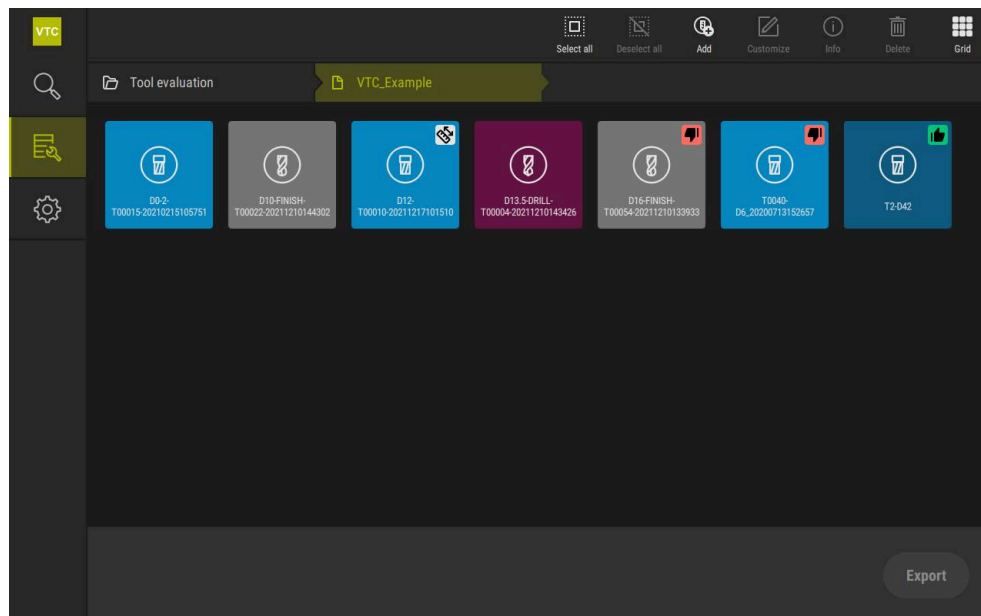 VTC
Select all
Deselect all
Add
Customize
Info
Delete
Grid
Tool evaluation
VTC_Example
D0-2-
T00015-20210215105751
D10-FINISH-
T00022-20211210144302
D12-
T00010-20211217101510
D13.5-DRILL-
T00004-20211210143426
D16-FINISH-
T00054-20211210133933
T0040-
D6_20200713152657
T2-D42
Export